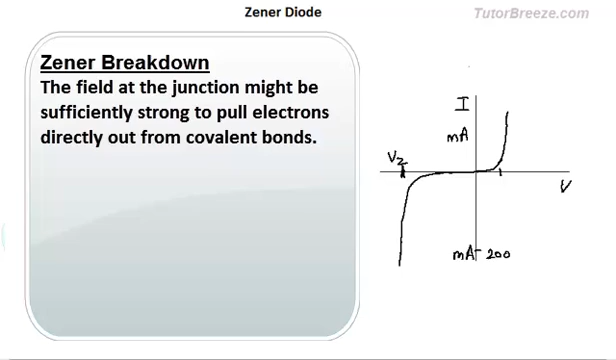 Zener Diode
TutorBreeze.com
Zener Breakdown
The field at the junction might be
sufficiently strong to pull electrons
directly out from covalent bonds.
I
mA
Vz
V
mA 200